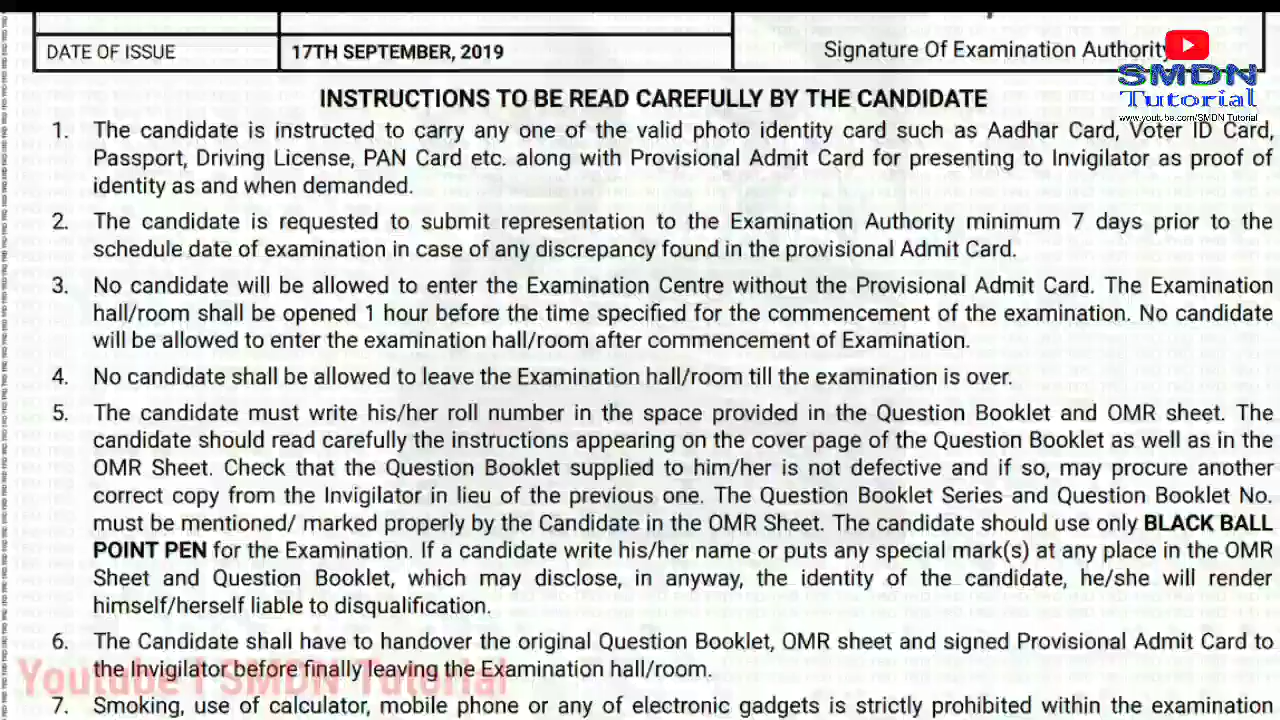 DATE OF ISSUE
17TH SEPTEMBER, 2019
Signature Of Examination Authority
SMDN
Tutorial
www.youtube.com/SMDN Tutorial
INSTRUCTIONS TO BE READ CAREFULLY BY THE CANDIDATE
1. The candidate is instructed to carry any one of the valid photo identity card such as Aadhar Card, Voter ID Card,
Passport, Driving License, PAN Card etc. along with Provisional Admit Card for presenting to Invigilator as proof of
identity as and when demanded.
2. The candidate is requested to submit representation to the Examination Authority minimum 7 days prior to the
schedule date of examination in case of any discrepancy found in the provisional Admit Card.
3. No candidate will be allowed to enter the Examination Centre without the Provisional Admit Card. The Examination
hall/room shall be opened 1 hour before the time specified for the commencement of the examination. No candidate
will be allowed to enter the examination hall/room after commencement of Examination.
4. No candidate shall be allowed to leave the Examination hall/room till the examination is over.
5. The candidate must write his/her roll number in the space provided in the Question Booklet and OMR sheet. The
candidate should read carefully the instructions appearing on the cover page of the Question Booklet as well as in the
OMR Sheet. Check that the Question Booklet supplied to him/her is not defective and if so, may procure another
correct copy from the Invigilator in lieu of the previous one. The Question Booklet Series and Question Booklet No.
must be mentioned/ marked properly by the Candidate in the OMR Sheet. The candidate should use only BLACK BALL
POINT PEN for the Examination. If a candidate write his/her name or puts any special mark(s) at any place in the OMR
Sheet and Question Booklet, which may disclose, in anyway, the identity of the candidate, he/she will render
himself/herself liable to disqualification.
6. The Candidate shall have to handover the original Question Booklet, OMR sheet and signed Provisional Admit Card to
the Invigilator before finally leaving the Examination hall/room.
Youtube | SMDN Tutorial
7. Smoking, use of calculator, mobile phone or any of electronic gadgets is strictly prohibited within the examination